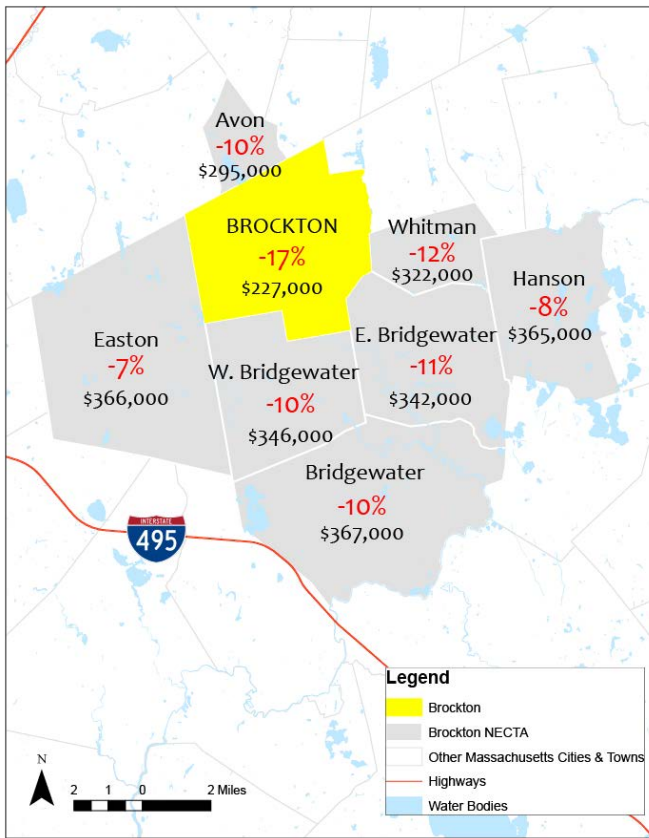 Avon
-10%
$295,000
BROCKTON
-17%
$227,000
Whitman
-12%
$322,000
Hanson
-8%
$365,000
Easton
-7%
$366,000
W. Bridgewater
-10%
$346,000
E. Bridgewater
-11%
$342,000
Bridgewater
-10%
$367,000
INTERSTATE
495
Legend
Brockton
Brockton NECTA
Other Massachusetts Cities & Towns
Highways
Water Bodies
N
2 1 0 2 Miles